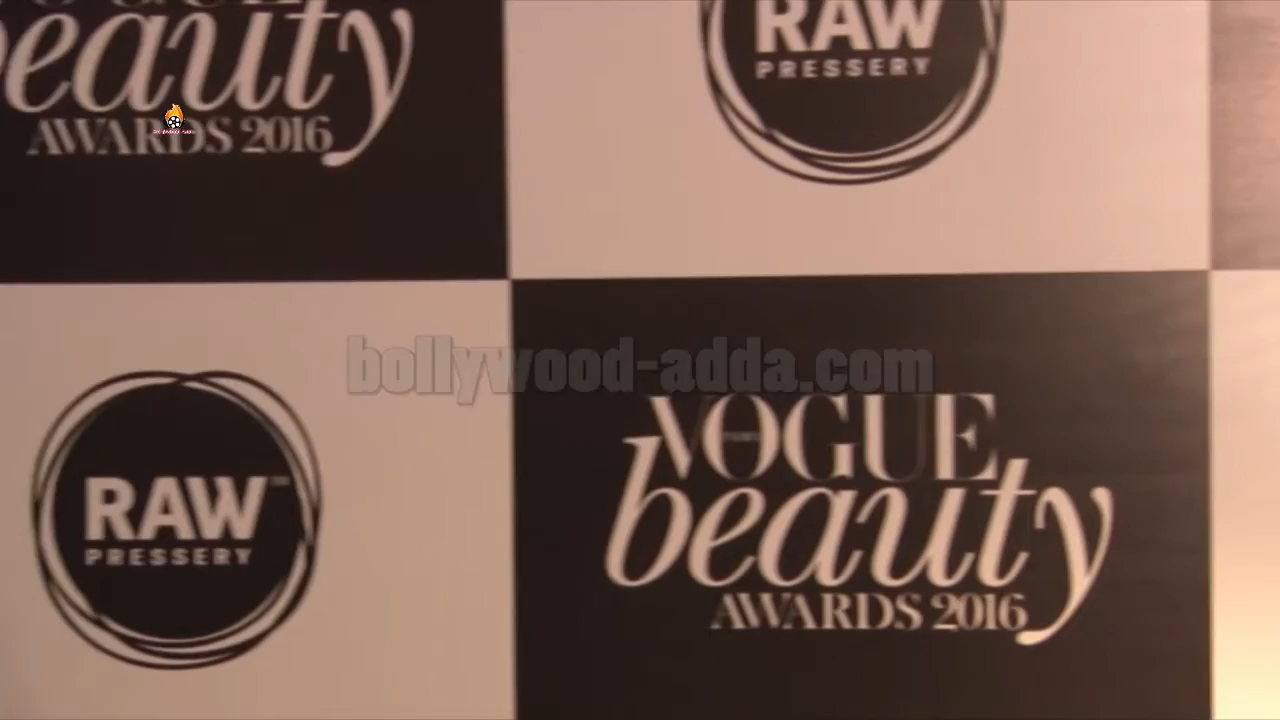 beauty
AWARDS 2016
RAW
PRESSERY
bollywood-adda.com
RAW
PRESSERY
VOGUE
beauty
AWARDS 2016